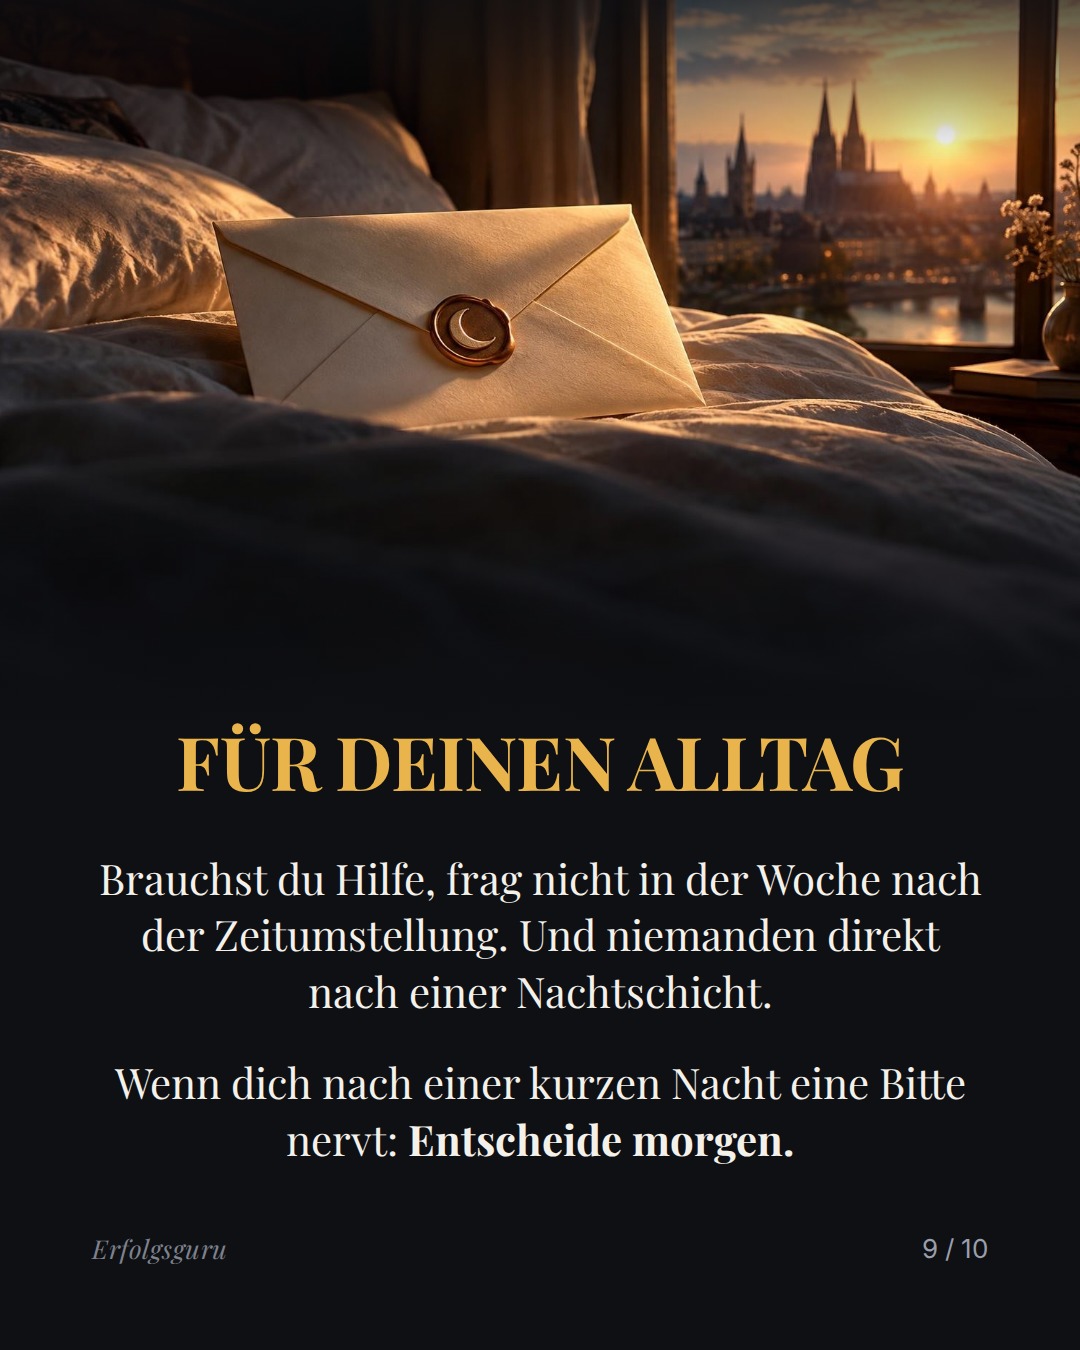 FÜR DEINEN ALLTAG
Brauchst du Hilfe, frag nicht in der Woche nach
der Zeitumstellung. Und niemanden direkt
nach einer Nachtschicht.
Wenn dich nach einer kurzen Nacht eine Bitte
nervt: Entscheide morgen.
Erfolgsguru
9 / 10